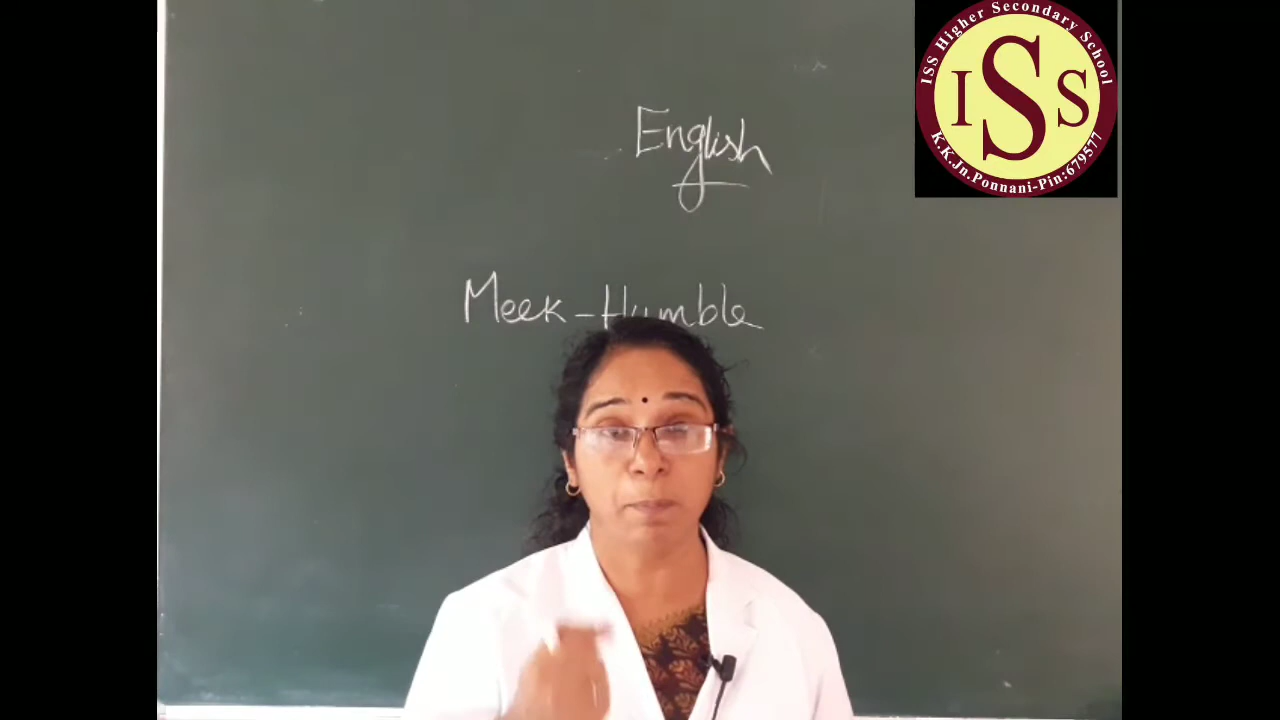 English
Meek - Humble
ISS Higher Secondary School
ISS
K.K.Jn.Ponnani-Pin:679577